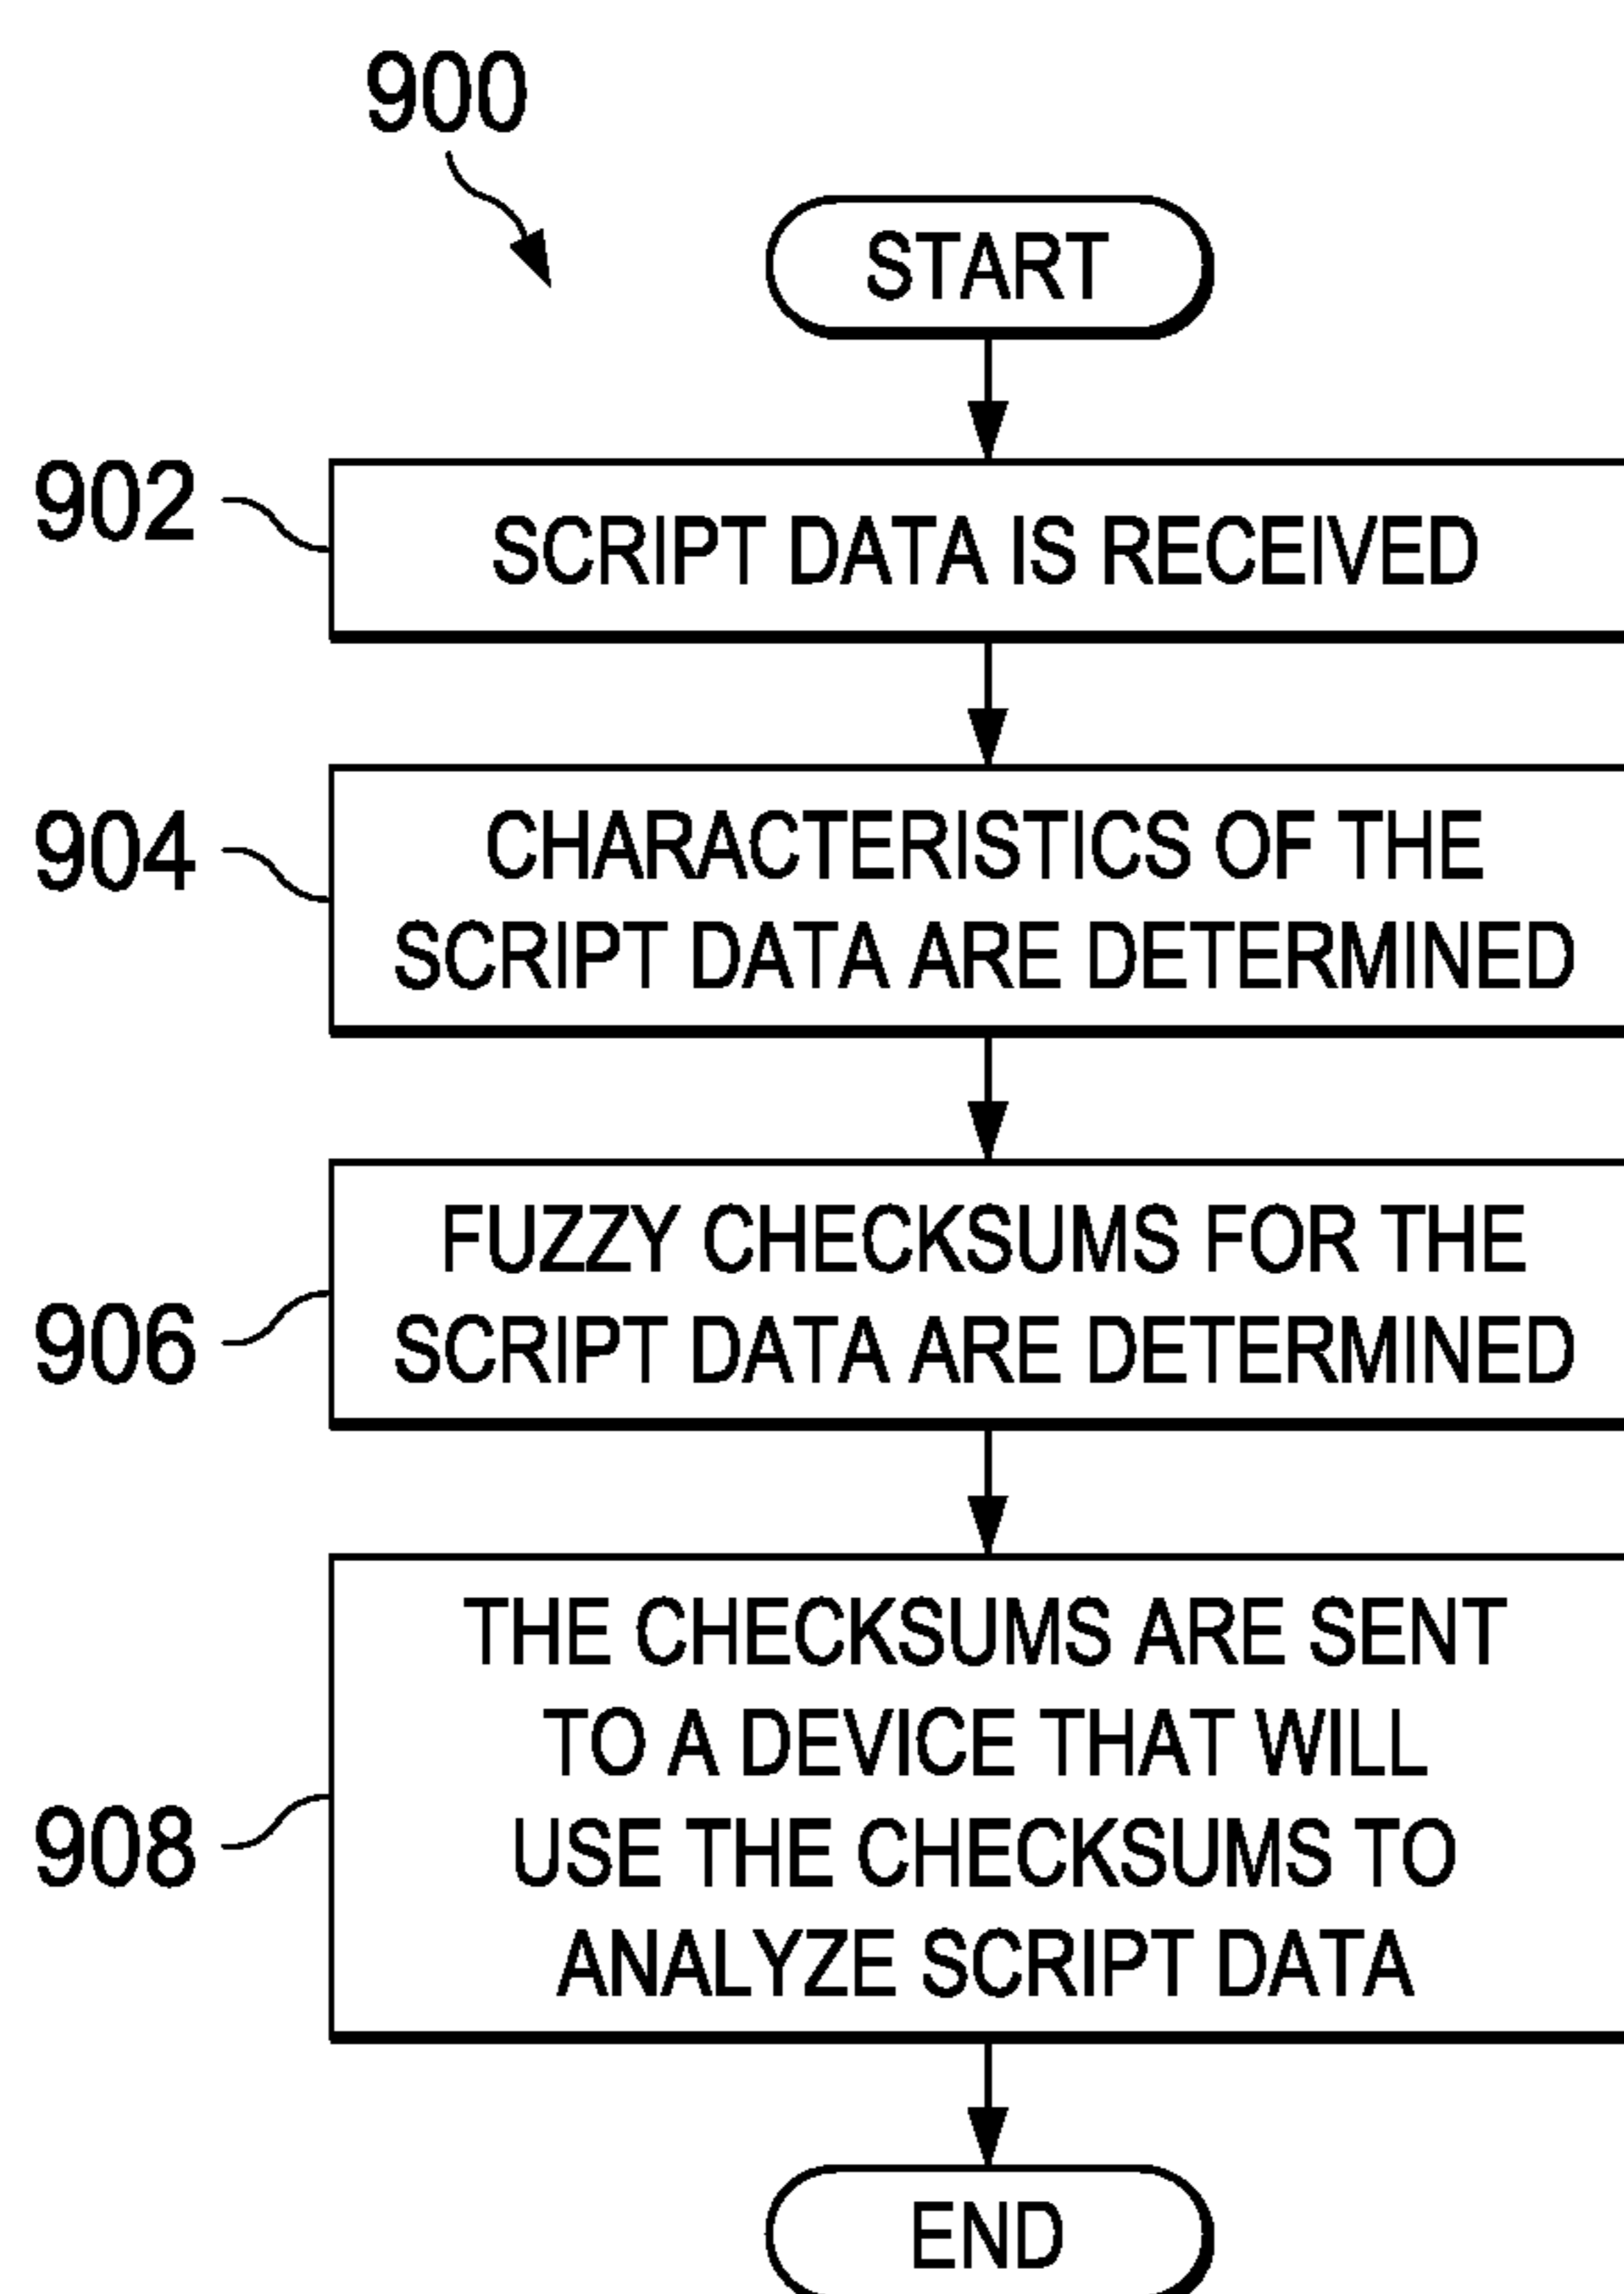 900
START
902
SCRIPT DATA IS RECEIVED
904
CHARACTERISTICS OF THE
SCRIPT DATA ARE DETERMINED
906
FUZZY CHECKSUMS FOR THE
SCRIPT DATA ARE DETERMINED
908
THE CHECKSUMS ARE SENT
TO A DEVICE THAT WILL
USE THE CHECKSUMS TO
ANALYZE SCRIPT DATA
END